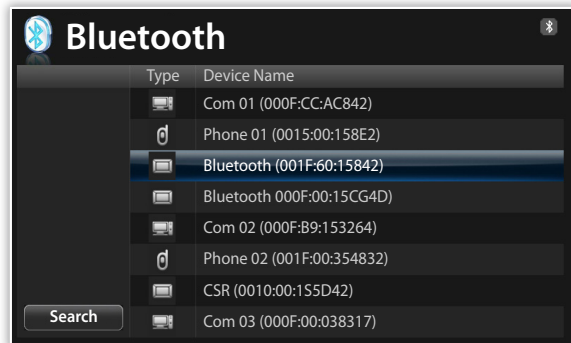 Bluetooth
Type Device Name
Com 01 (000F:CC:AC842)
Phone 01 (0015:00:158E2)
Bluetooth (001F:60:15842)
Bluetooth 000F:00:15CG4D)
Com 02 (000F:B9:153264)
Phone 02 (001F:00:354832)
CSR (0010:00:1S5D42)
Search
Com 03 (000F:00:038317)